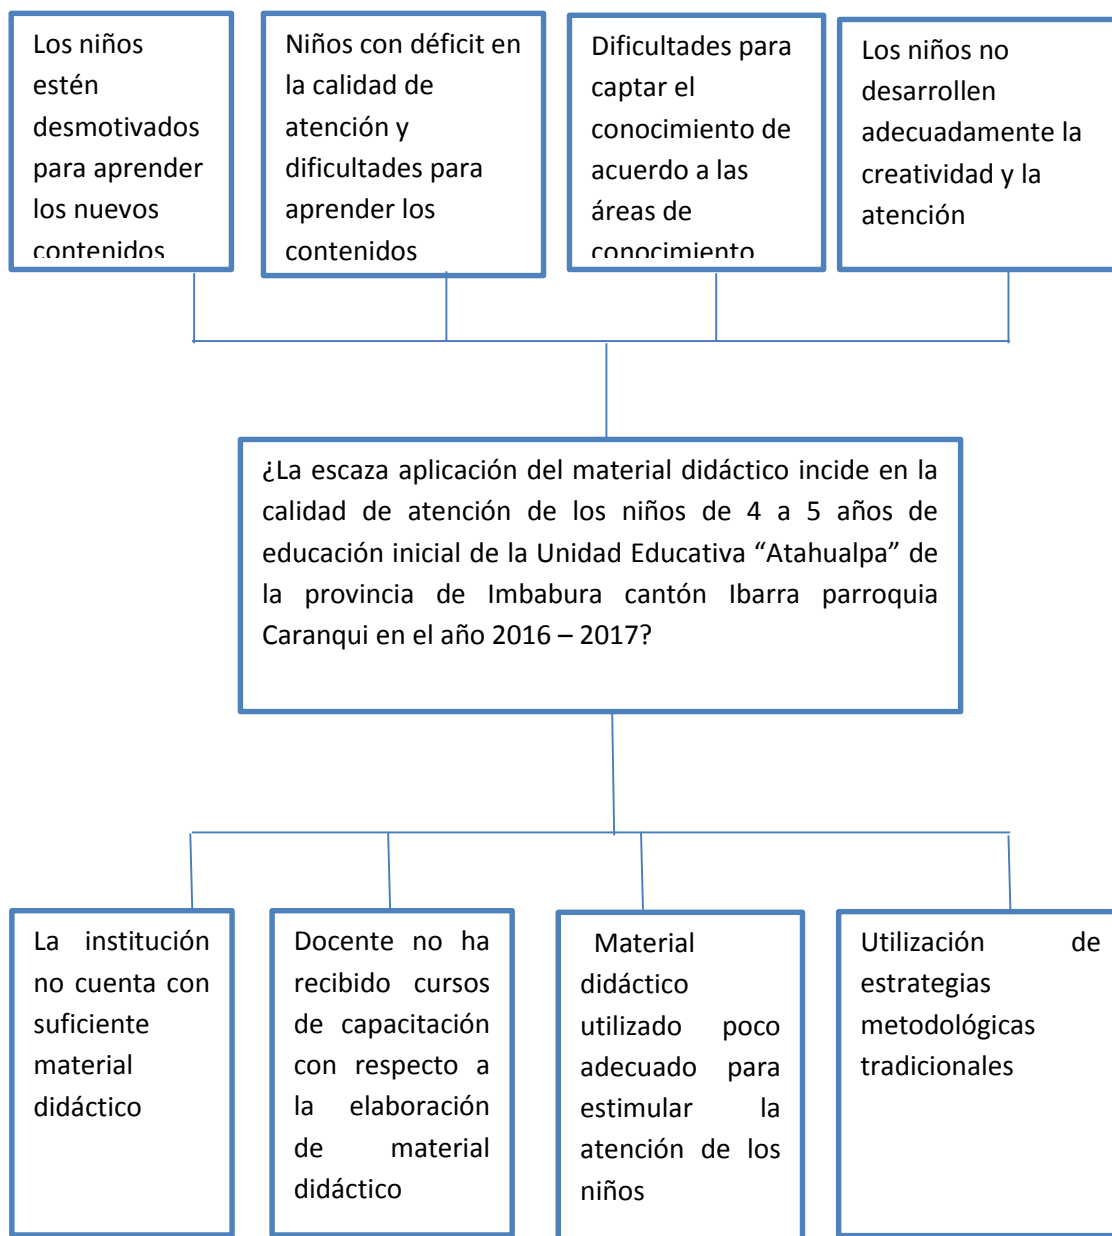 Los niños
estén
desmotivados
para aprender
los nuevos
contenidos
Niños con déficit en
la calidad de
atención y
dificultades para
aprender los
contenidos
Dificultades para
captar el
conocimiento de
acuerdo a las
áreas de
conocimiento
Los niños no
desarrollen
adecuadamente la
creatividad y la
atención
¿La escaza aplicación del material didáctico incide en la
calidad de atención de los niños de 4 a 5 años de
educación inicial de la Unidad Educativa “Atahualpa” de
la provincia de Imbabura cantón Ibarra parroquia
Caranqui en el año 2016 – 2017?
La institución
no cuenta con
suficiente
material
didáctico
Docente no ha
recibido cursos
de capacitación
con respecto a
la elaboración
de material
didáctico
Material
didáctico
utilizado poco
adecuado para
estimular la
atención de los
niños
Utilización de
estrategias
metodológicas
tradicionales